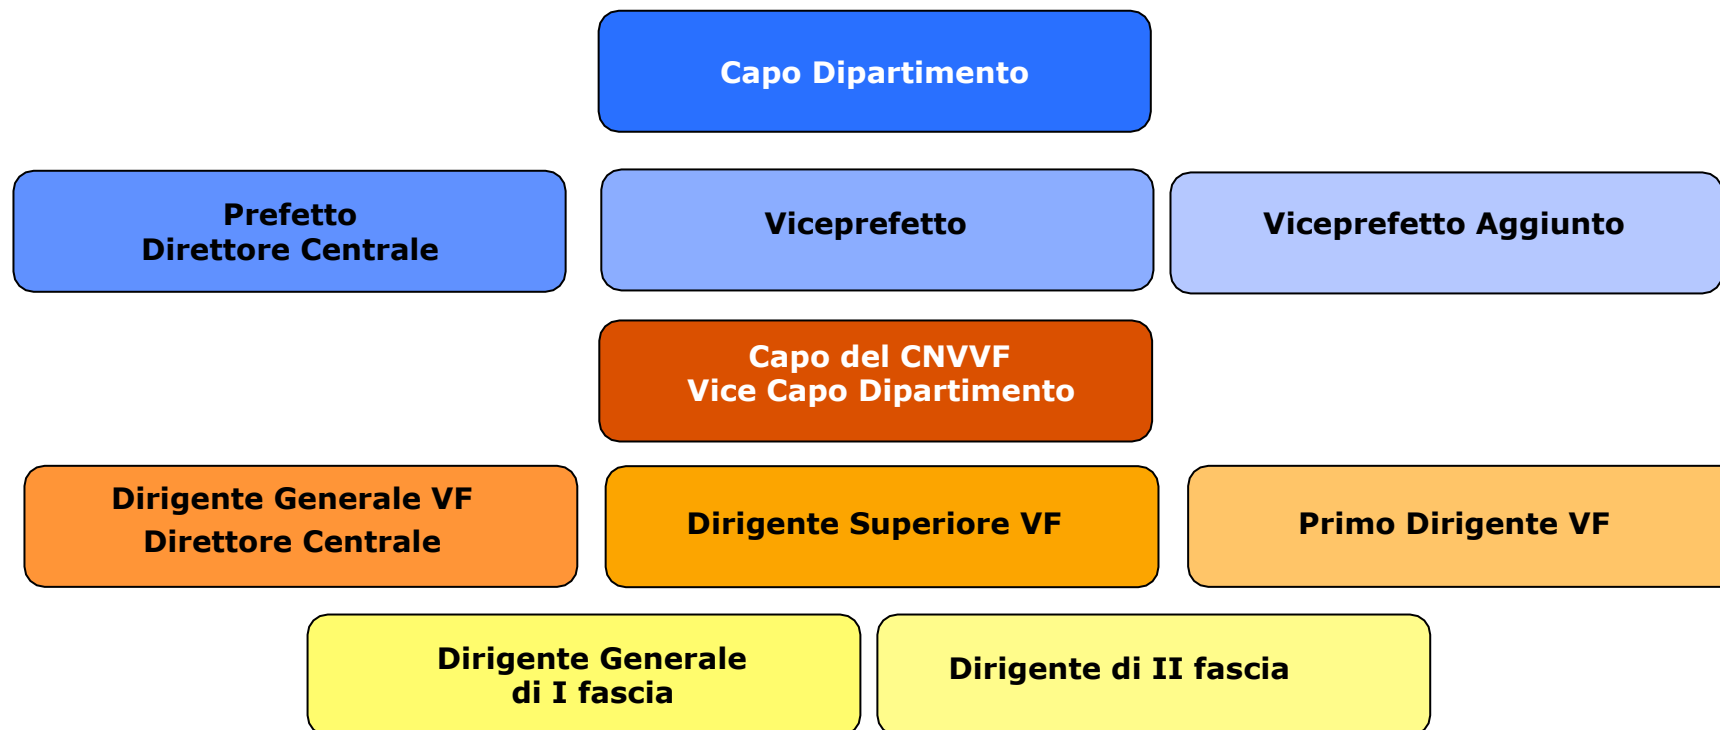 Capo Dipartimento
Prefetto
Direttore Centrale
Viceprefetto
Viceprefetto Aggiunto
Capo del CNVVF
Vice Capo Dipartimento
Dirigente Generale VF
Direttore Centrale
Dirigente Superiore VF
Primo Dirigente VF
Dirigente Generale
di I fascia
Dirigente di II fascia